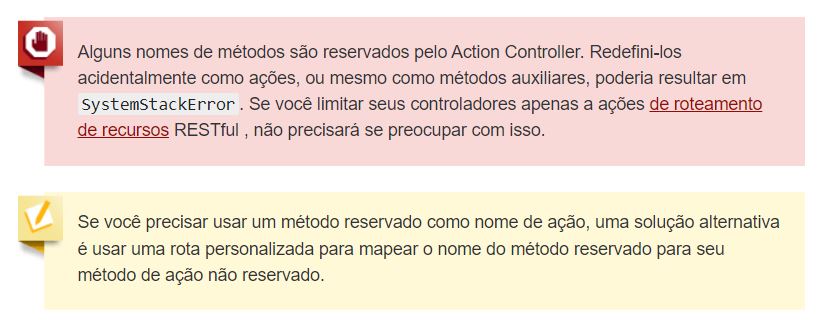 Alguns nomes de métodos são reservados pelo Action Controller. Redefini-los
acidentalmente como ações, ou mesmo como métodos auxiliares, poderia resultar em
SystemStackError . Se você limitar seus controladores apenas a ações de roteamento
de recursos RESTful , não precisará se preocupar com isso.
Se você precisar usar um método reservado como nome de ação, uma solução alternativa
é usar uma rota personalizada para mapear o nome do método reservado para seu
método de ação não reservado.